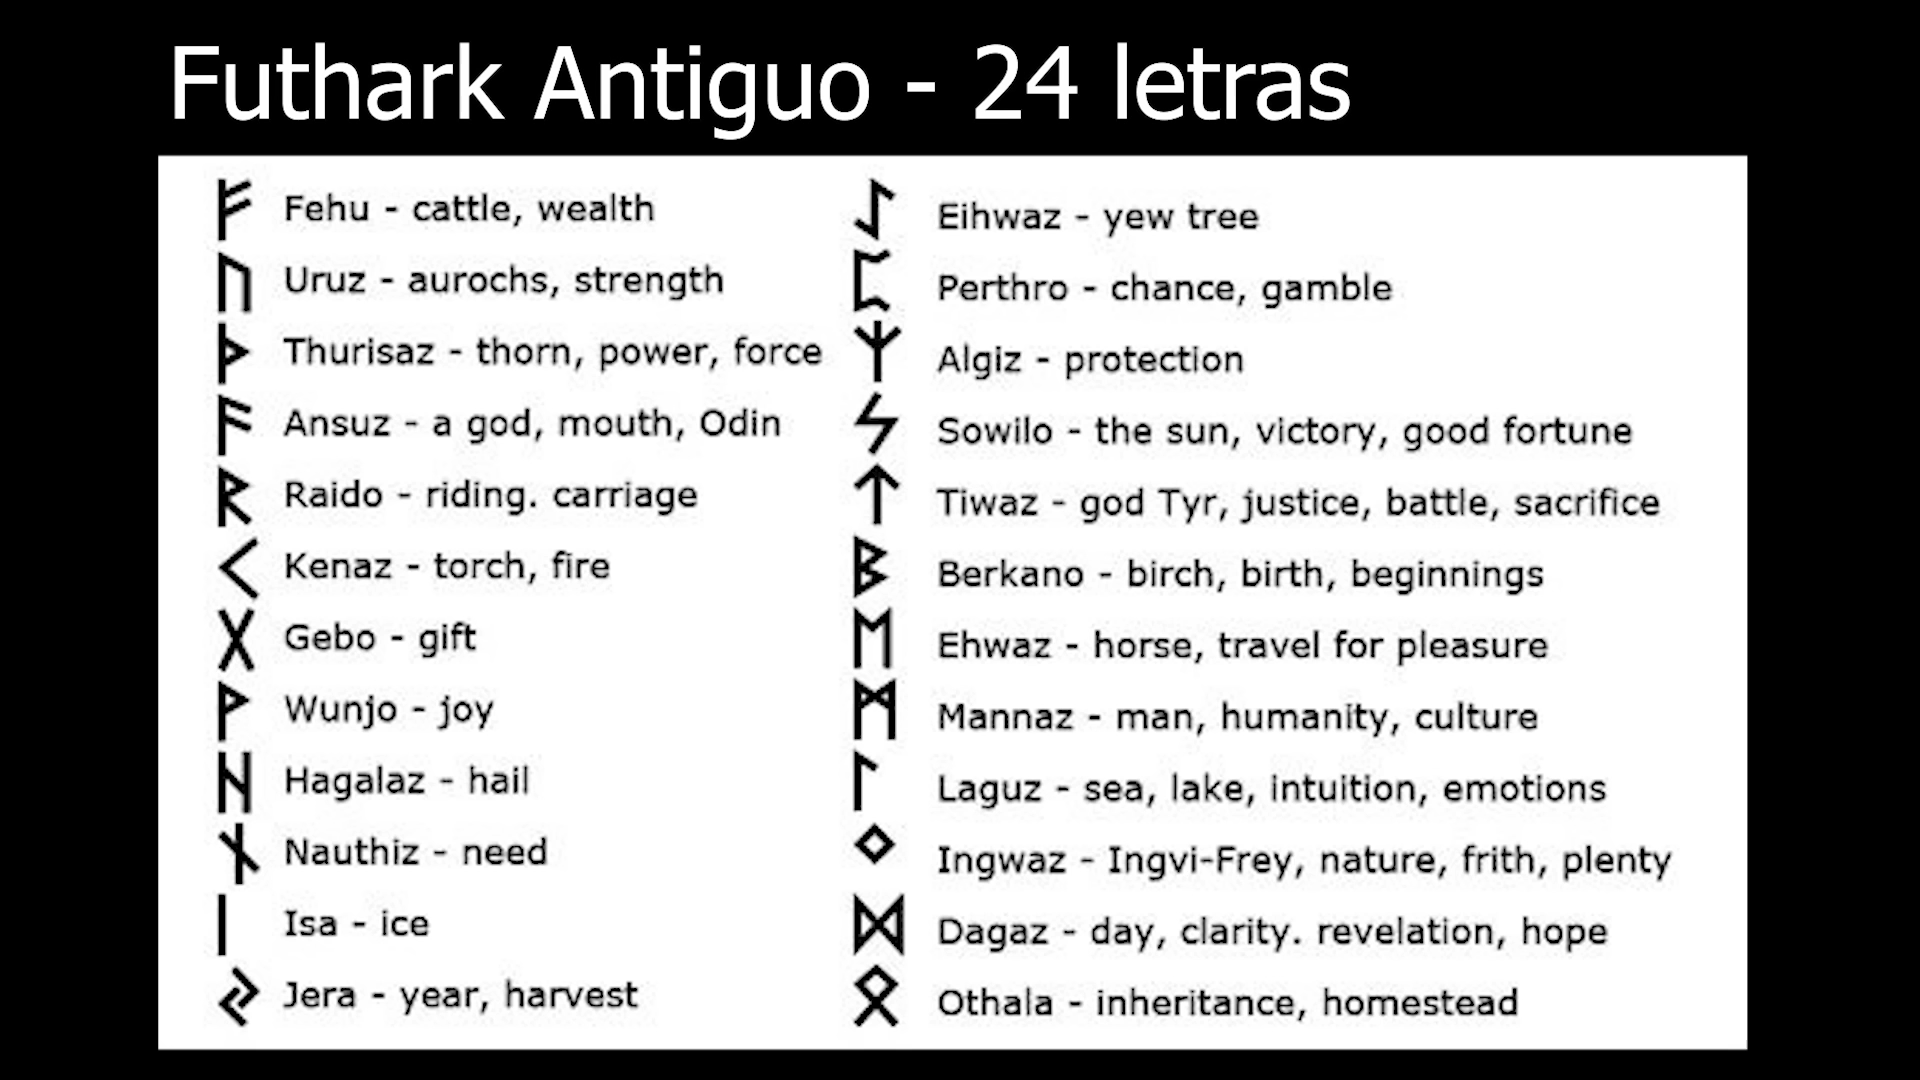 Futhark Antiguo - 24 letras
ᚠ Fehu - cattle, wealth
ᚢ Uruz - aurochs, strength
ᚦ Thurisaz - thorn, power, force
ᚨ Ansuz - a god, mouth, Odin
ᚱ Raido - riding. carriage
ᚲ Kenaz - torch, fire
ᚷ Gebo - gift
ᚹ Wunjo - joy
ᚺ Hagalaz - hail
ᚾ Nauthiz - need
ᛁ Isa - ice
ᛃ Jera - year, harvest
ᛇ Eihwaz - yew tree
ᛈ Perthro - chance, gamble
ᛉ Algiz - protection
ᛊ Sowilo - the sun, victory, good fortune
ᛏ Tiwaz - god Tyr, justice, battle, sacrifice
ᛒ Berkano - birch, birth, beginnings
ᛖ Ehwaz - horse, travel for pleasure
ᛗ Mannaz - man, humanity, culture
ᛚ Laguz - sea, lake, intuition, emotions
ᛜ Ingwaz - Ingvi-Frey, nature, frith, plenty
ᛞ Dagaz - day, clarity. revelation, hope
ᛟ Othala - inheritance, homestead